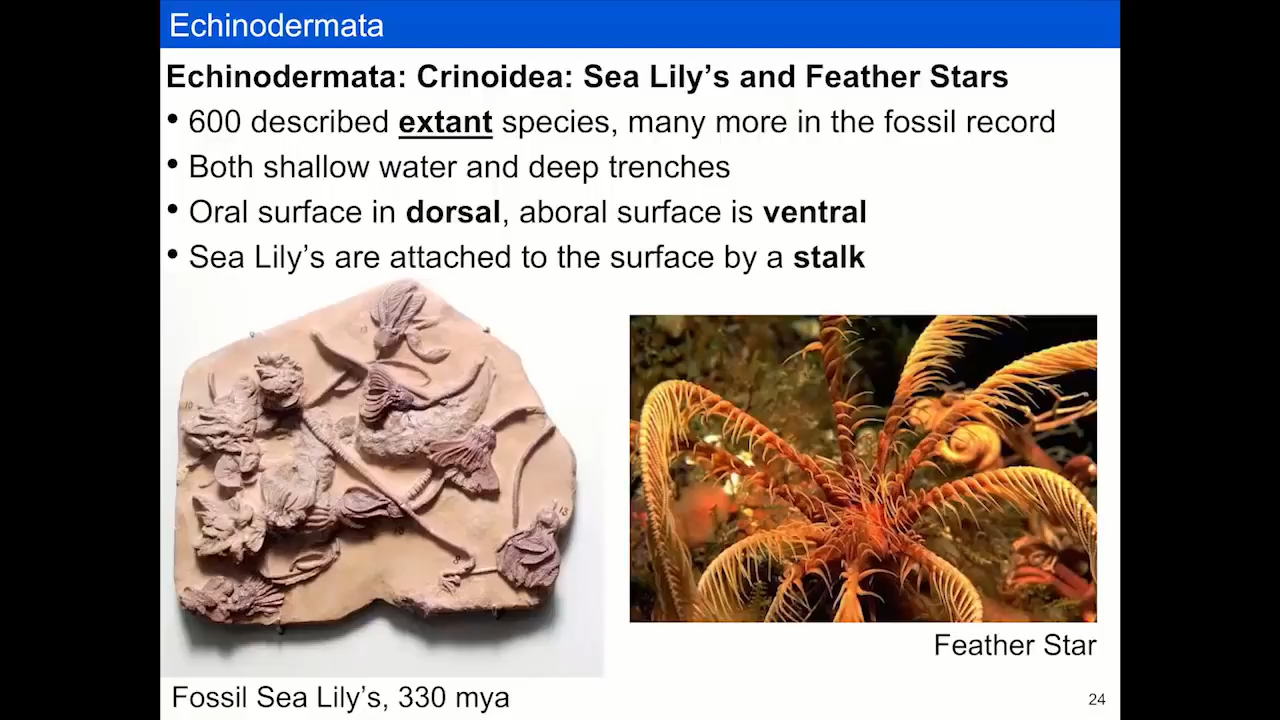 Echinodermata
Echinodermata: Crinoidea: Sea Lily's and Feather Stars
• 600 described extant species, many more in the fossil record
• Both shallow water and deep trenches
• Oral surface in dorsal, aboral surface is ventral
• Sea Lily's are attached to the surface by a stalk
Feather Star
Fossil Sea Lily's, 330 mya
24